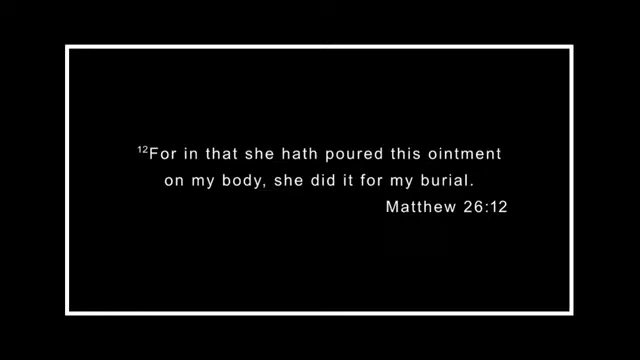 ¹²For in that she hath poured this ointment
on my body, she did it for my burial.
Matthew 26:12